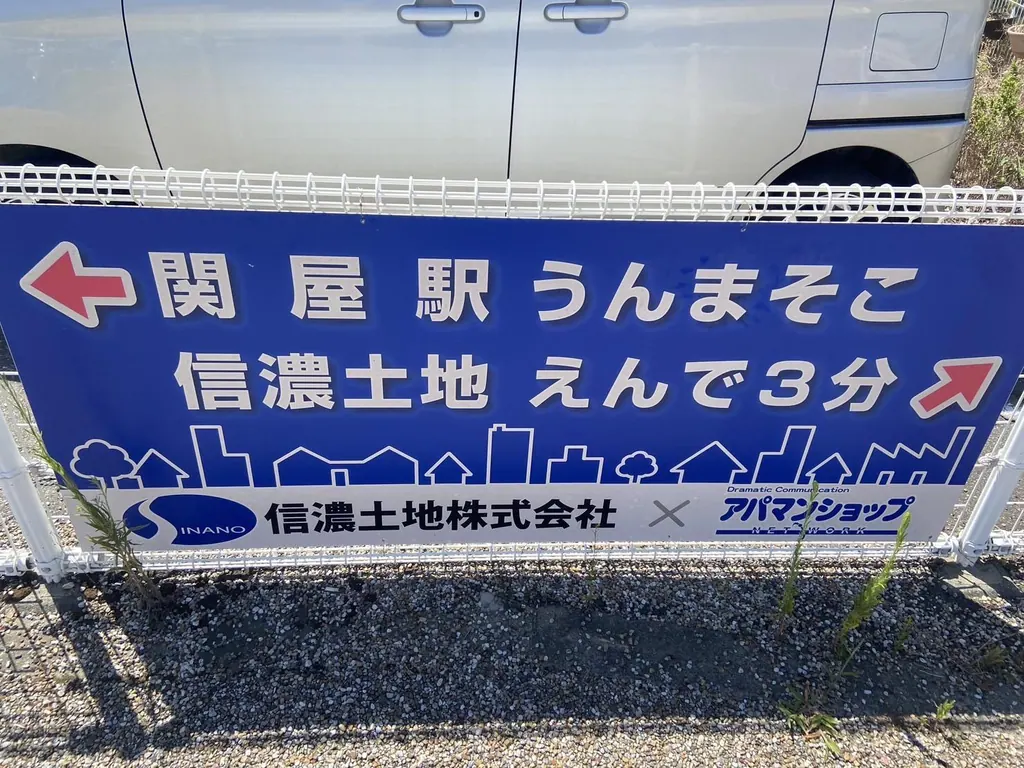 関屋駅 うんまそこ
信濃土地 えんで3分
SINANO 信濃土地株式会社 × Dramatic Communication
アパマンショップ
NETWORK